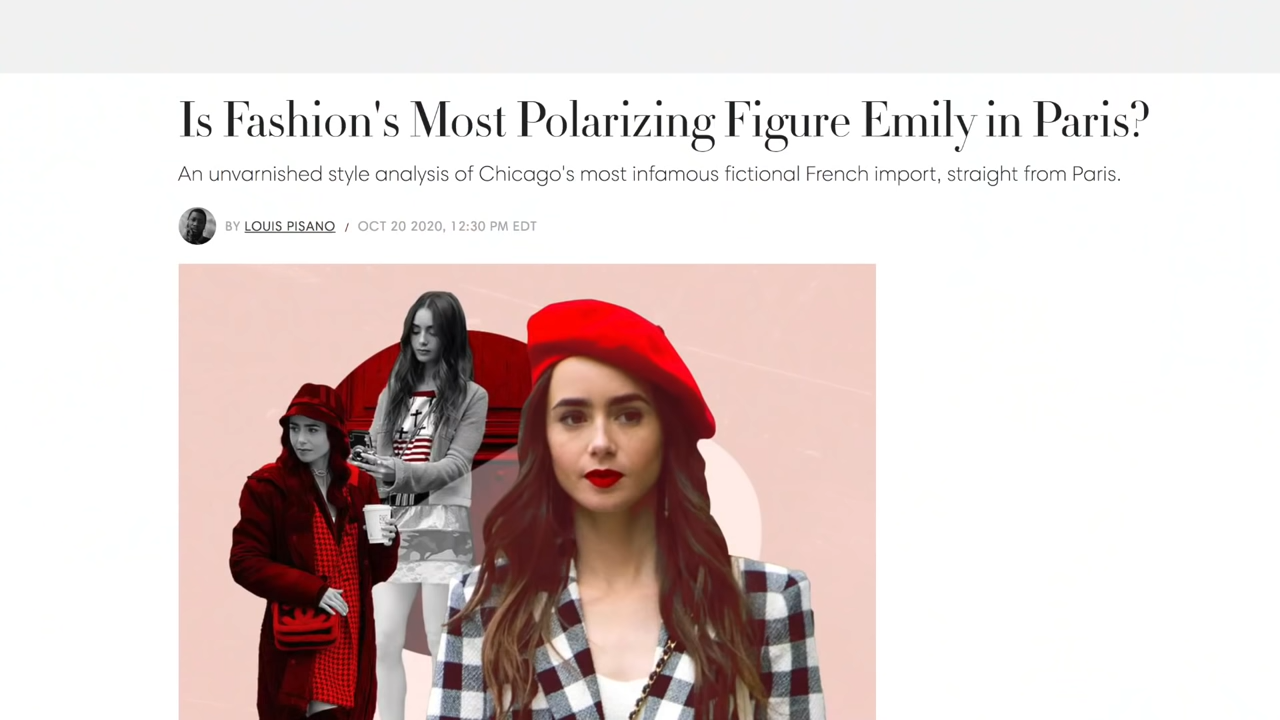 Is Fashion's Most Polarizing Figure Emily in Paris?
An unvarnished style analysis of Chicago's most infamous fictional French import, straight from Paris.
BY LOUIS PISANO / OCT 20 2020, 12:30 PM EDT